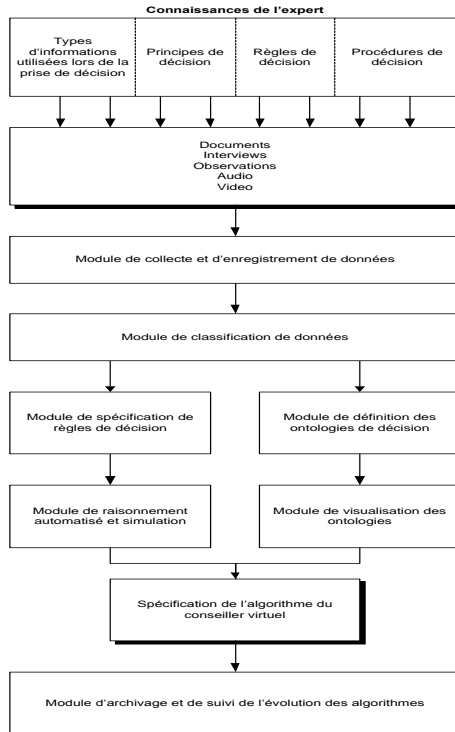 Connaissances de l'expert
Types
d'informations
utilisées lors de la
prise de décision
Principes de
décision
Règles de
décision
Procédures de
décision
Documents
Interviews
Observations
Audio
Video
Module de collecte et d'enregistrement de données
Module de classification de données
Module de spécification de
règles de décision
Module de définition des
ontologies de décision
Module de raisonnement
automatisé et simulation
Module de visualisation des
ontologies
Spécification de l'algorithme du
conseiller virtuel
Module d'archivage et de suivi de l'évolution des algorithmes